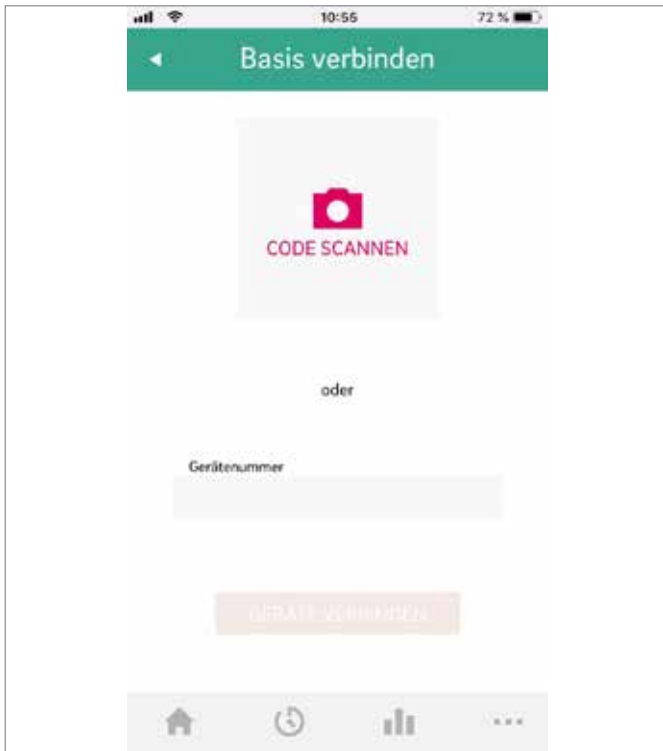 10:55
72 %
Basis verbinden
CODE SCANNEN
oder
Gerätenummer
GERÄTE VERBINDEN